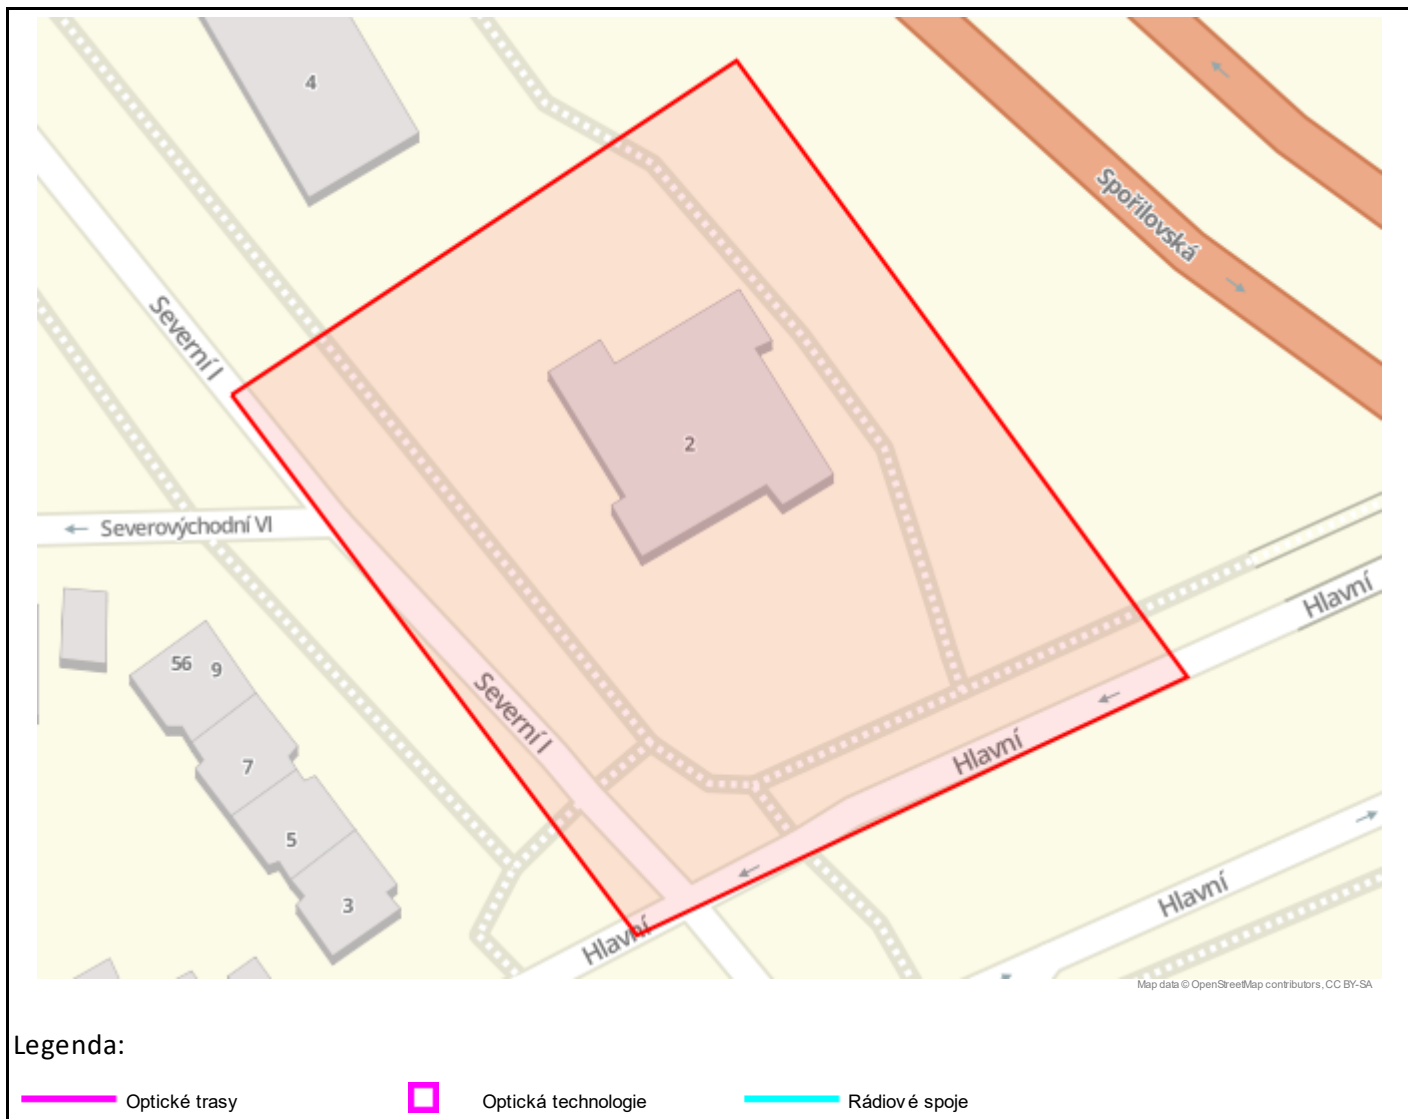 4
Spořilovská
Severní I
2
Severovýchodní VI
Hlavní
56 9
Severní I
7
Hlavní
5
Hlavní
3
Hlavní
Map data © OpenStreetMap contributors, CC BY-SA
Legenda:
Optické trasy Optická technologie Rádiové spoje